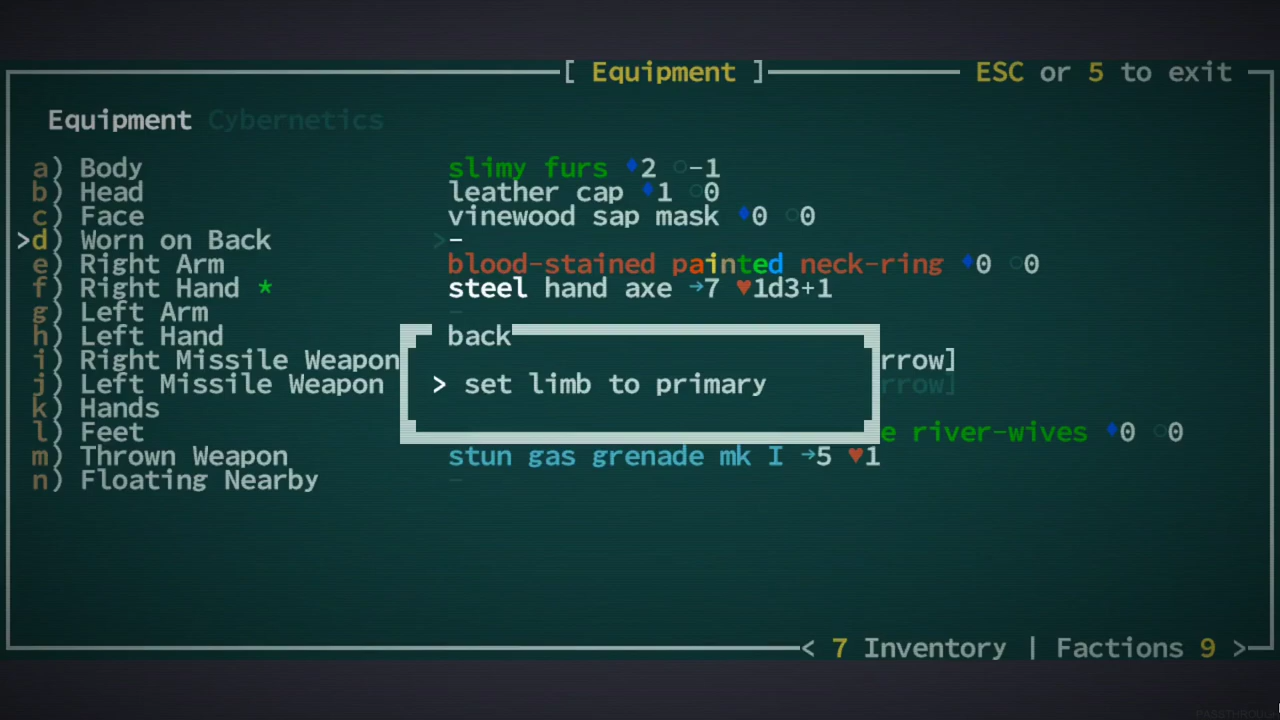 [ Equipment ] ESC or 5 to exit
Equipment Cybernetics
a) Body slimy furs ♦2 ○-1
b) Head leather cap ♦1 ○0
c) Face vinewood sap mask ♦0 ○0
>d) Worn on Back >-
e) Right Arm blood-stained painted neck-ring ♦0 ○0
f) Right Hand * steel hand axe →7 ♥1d3+1
g) Left Arm -
h) Left Hand
i) Right Missile Weapon rrow]
j) Left Missile Weapon rrow]
k) Hands
l) Feet e river-wives ♦0 ○0
m) Thrown Weapon stun gas grenade mk I →5 ♥1
n) Floating Nearby -
back
> set limb to primary
< 7 Inventory | Factions 9 >